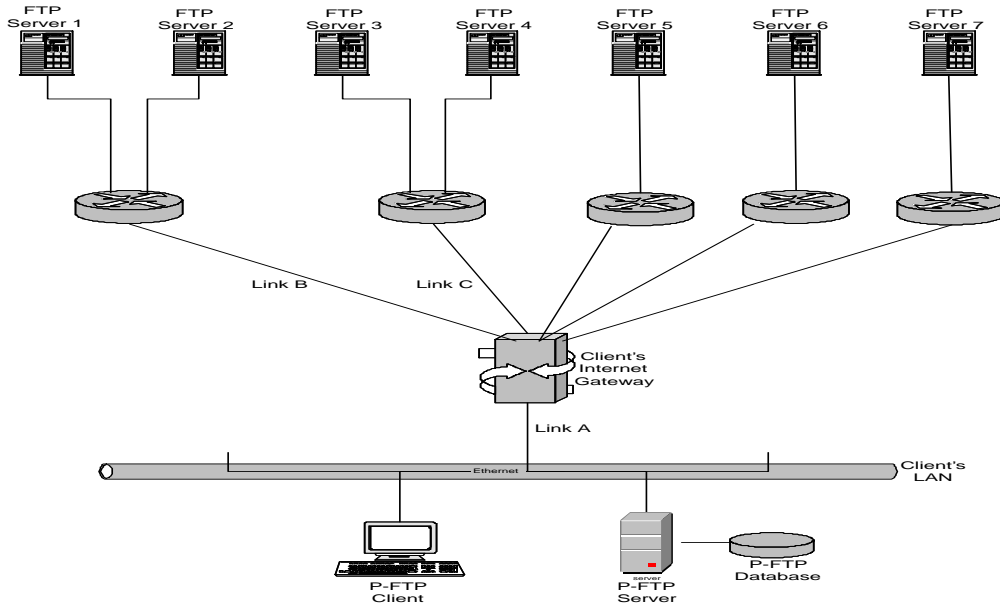 FTP
Server 1
FTP
Server 2
FTP
Server 3
FTP
Server 4
FTP
Server 5
FTP
Server 6
FTP
Server 7
Link B
Link C
Client's
Internet
Gateway
Link A
Ethernet
Client's
LAN
P-FTP
Client
server
P-FTP
Server
P-FTP
Database